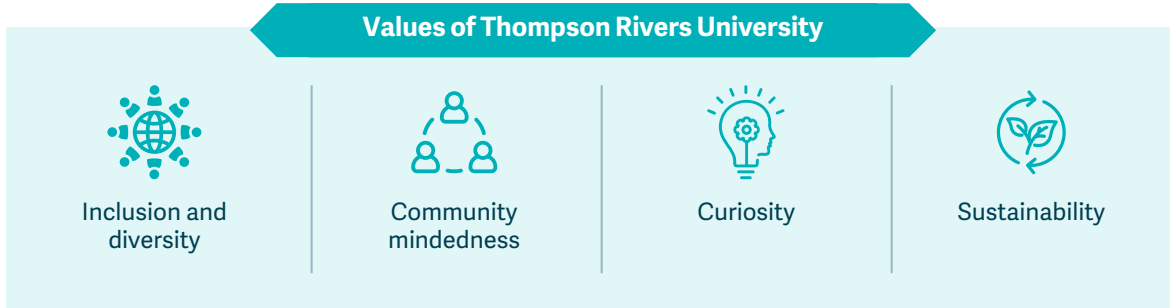 Values of Thompson Rivers University
Inclusion and
diversity
Community
mindedness
Curiosity
Sustainability